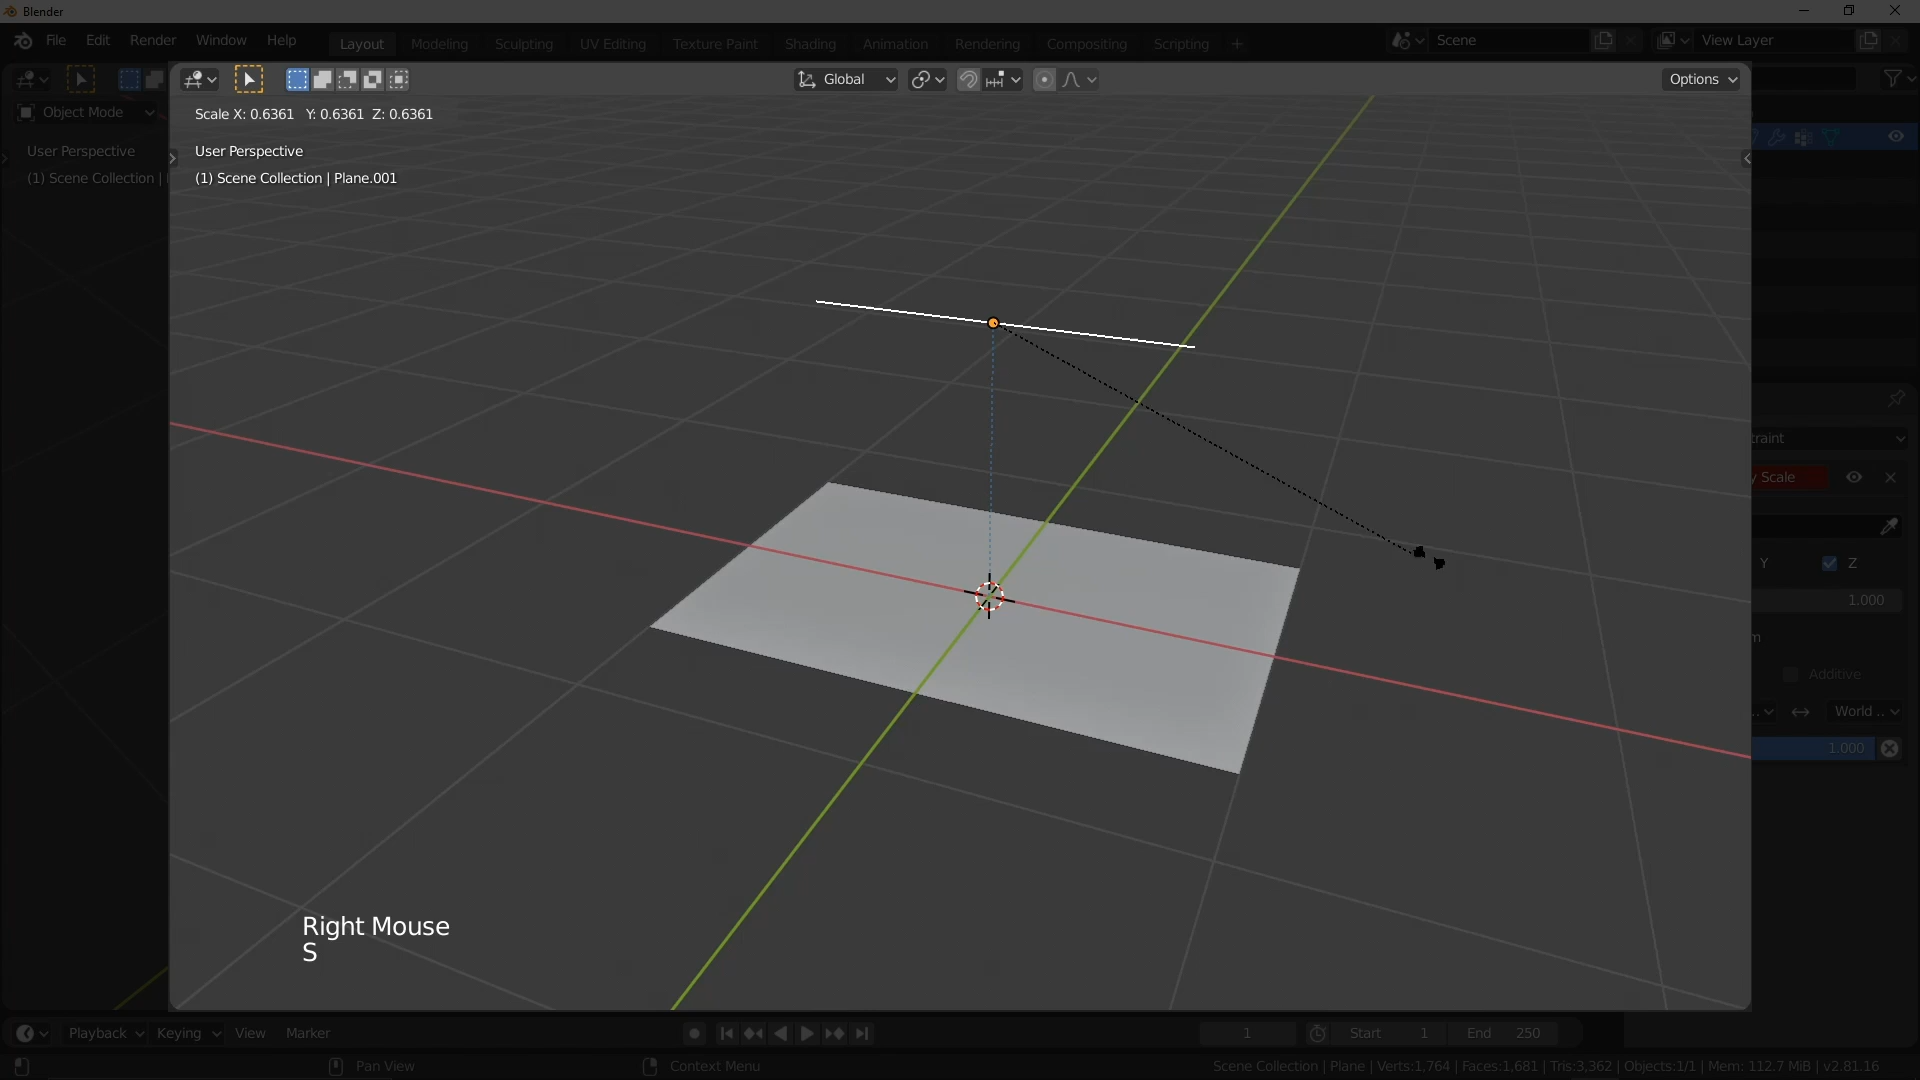 Blender
File Edit Render Window Help
Layout Modeling Sculpting UV Editing Texture Paint Shading Animation Rendering Compositing Scripting +
Scene
View Layer
Global
Options
Object Mode
Scale X: 0.6361 Y: 0.6361 Z: 0.6361
User Perspective
(1) Scene Collection |
User Perspective
(1) Scene Collection | Plane.001
raint
y Scale
Y Z
1.000
m
Additive
World ..
1.000
Right Mouse
S
Playback Keying View Marker
1
Start 1
End 250
Pan View
Context Menu
Scene Collection | Plane | Verts:1,764 | Faces:1,681 | Tris:3,362 | Objects:1/1 | Mem: 112.7 MiB | v2.81.16